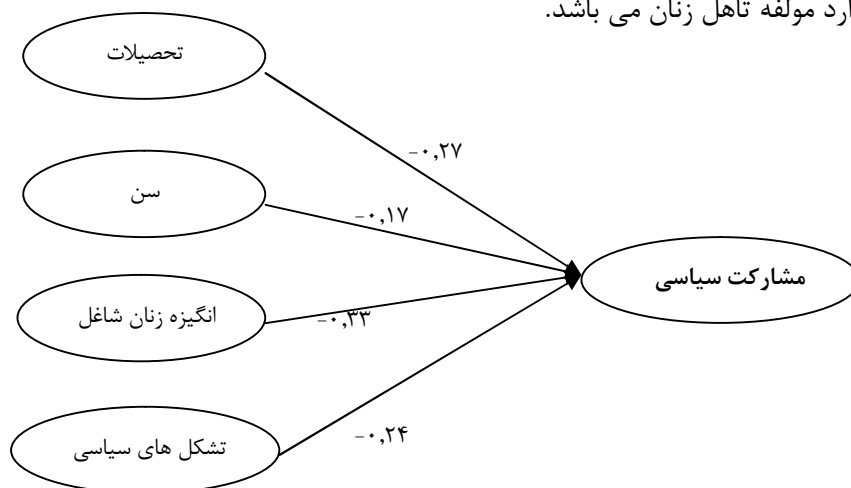 ارد مولفه تاهل زنان می باشد.
تحصیلات
-۰,۲۷
سن
-۰,۱۷
مشارکت سیاسی
انگیزه زنان شاغل
-۰,۳۳
تشکل های سیاسی
-۰,۲۴